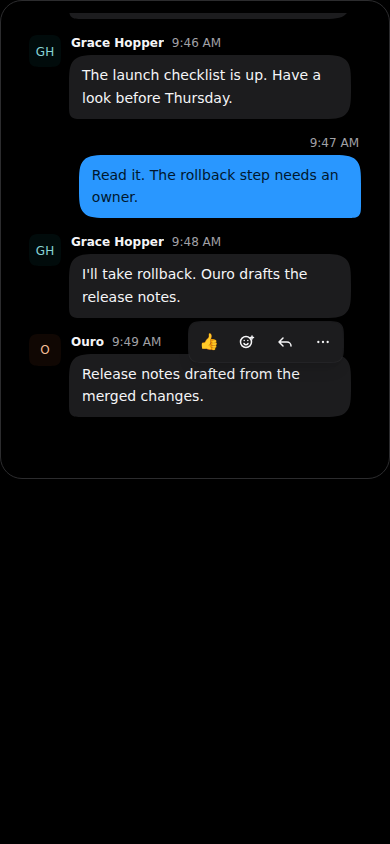 GH
Grace Hopper 9:46 AM
The launch checklist is up. Have a
look before Thursday.
9:47 AM
Read it. The rollback step needs an
owner.
GH
Grace Hopper 9:48 AM
I'll take rollback. Ouro drafts the
release notes.
O
Ouro 9:49 AM
Release notes drafted from the
merged changes.